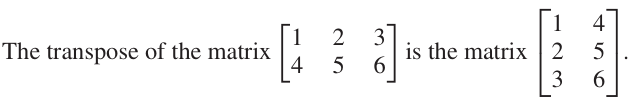 The transpose of the matrix [1 2 3
4 5 6] is the matrix [1 4
2 5
3 6].